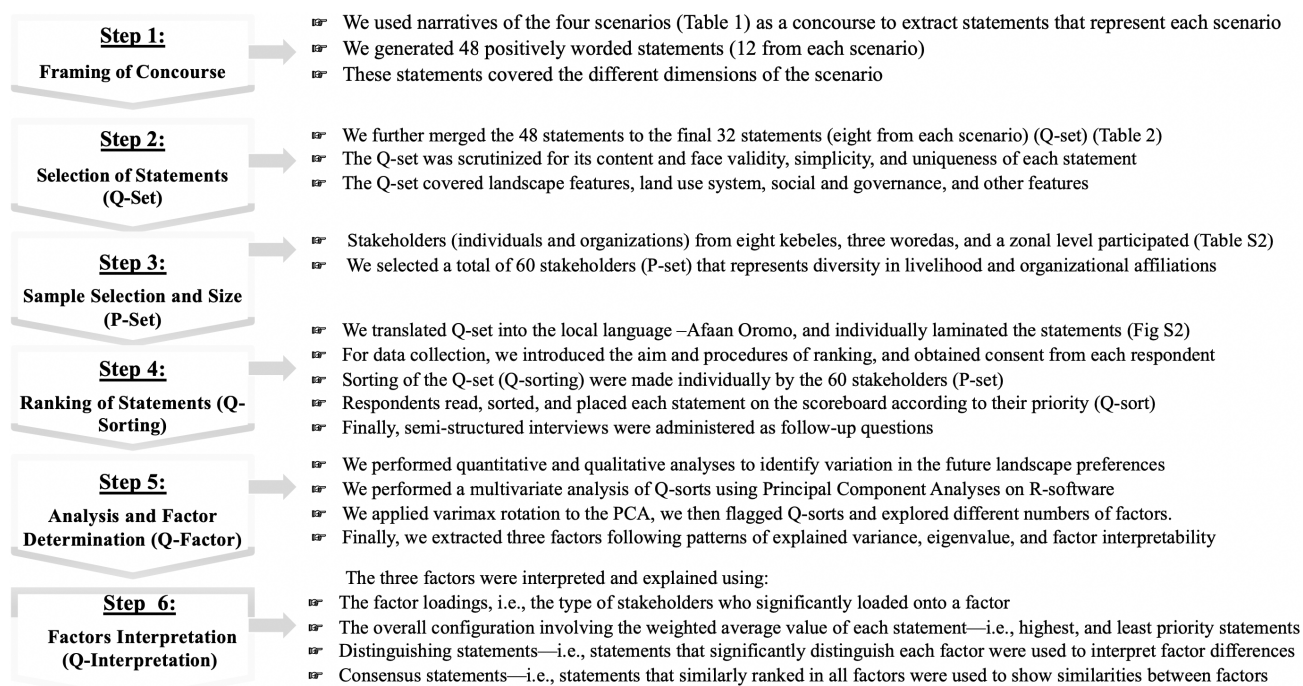 Step 1:
Framing of Concourse
☞ We used narratives of the four scenarios (Table 1) as a concourse to extract statements that represent each scenario
☞ We generated 48 positively worded statements (12 from each scenario)
☞ These statements covered the different dimensions of the scenario
Step 2:
Selection of Statements
(Q-Set)
☞ We further merged the 48 statements to the final 32 statements (eight from each scenario) (Q-set) (Table 2)
☞ The Q-set was scrutinized for its content and face validity, simplicity, and uniqueness of each statement
☞ The Q-set covered landscape features, land use system, social and governance, and other features
Step 3:
Sample Selection and Size
(P-Set)
☞ Stakeholders (individuals and organizations) from eight kebeles, three woredas, and a zonal level participated (Table S2)
☞ We selected a total of 60 stakeholders (P-set) that represents diversity in livelihood and organizational affiliations
Step 4:
Ranking of Statements (Q-
Sorting)
☞ We translated Q-set into the local language –Afaan Oromo, and individually laminated the statements (Fig S2)
☞ For data collection, we introduced the aim and procedures of ranking, and obtained consent from each respondent
☞ Sorting of the Q-set (Q-sorting) were made individually by the 60 stakeholders (P-set)
☞ Respondents read, sorted, and placed each statement on the scoreboard according to their priority (Q-sort)
☞ Finally, semi-structured interviews were administered as follow-up questions
Step 5:
Analysis and Factor
Determination (Q-Factor)
☞ We performed quantitative and qualitative analyses to identify variation in the future landscape preferences
☞ We performed a multivariate analysis of Q-sorts using Principal Component Analyses on R-software
☞ We applied varimax rotation to the PCA, we then flagged Q-sorts and explored different numbers of factors.
☞ Finally, we extracted three factors following patterns of explained variance, eigenvalue, and factor interpretability
Step 6:
Factors Interpretation
(Q-Interpretation)
The three factors were interpreted and explained using:
☞ The factor loadings, i.e., the type of stakeholders who significantly loaded onto a factor
☞ The overall configuration involving the weighted average value of each statement—i.e., highest, and least priority statements
☞ Distinguishing statements—i.e., statements that significantly distinguish each factor were used to interpret factor differences
☞ Consensus statements—i.e., statements that similarly ranked in all factors were used to show similarities between factors